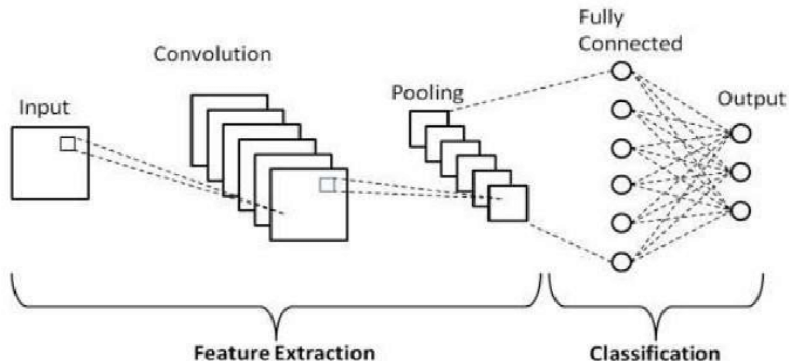 Input
Convolution
Pooling
Fully
Connected
Output
Feature Extraction
Classification